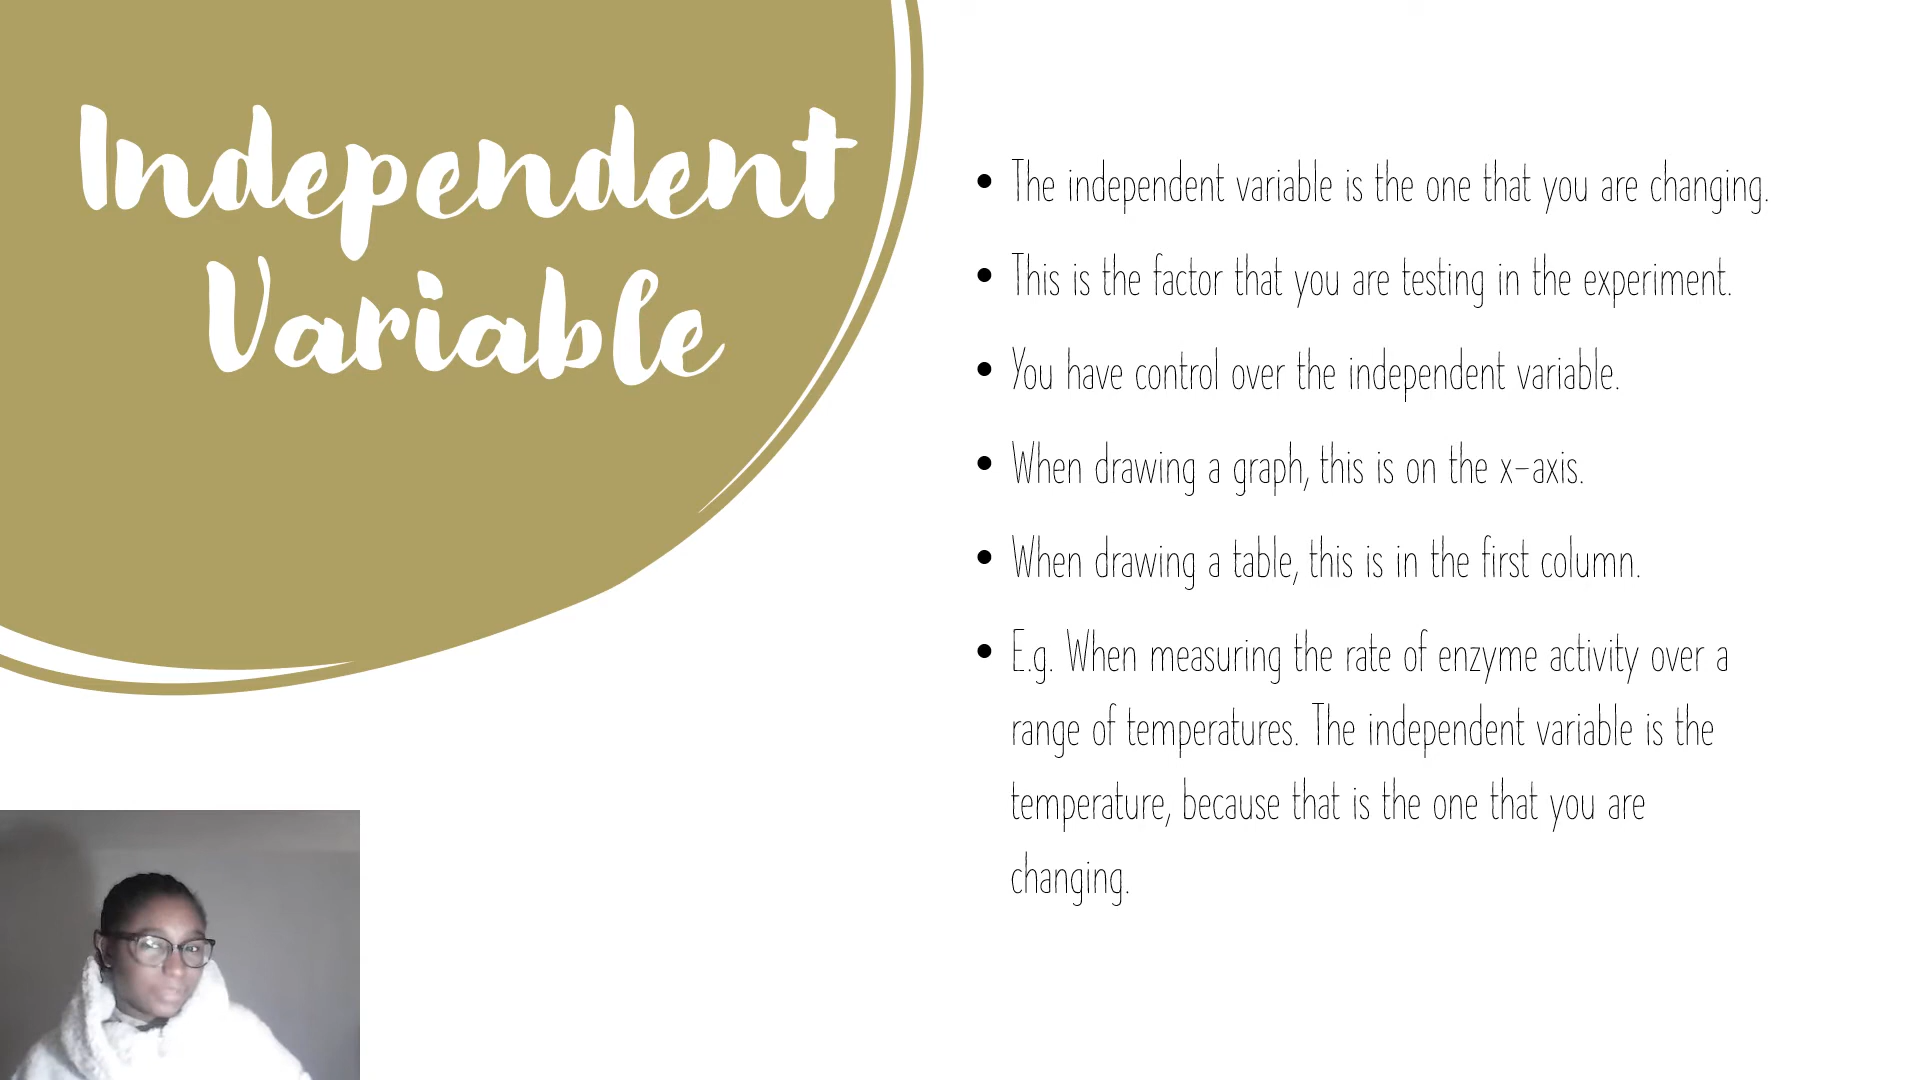 Independent
Variable
• The independent variable is the one that you are changing.
• This is the factor that you are testing in the experiment.
• You have control over the independent variable.
• When drawing a graph, this is on the x-axis.
• When drawing a table, this is in the first column.
• E.g. When measuring the rate of enzyme activity over a
range of temperatures. The independent variable is the
temperature, because that is the one that you are
changing.